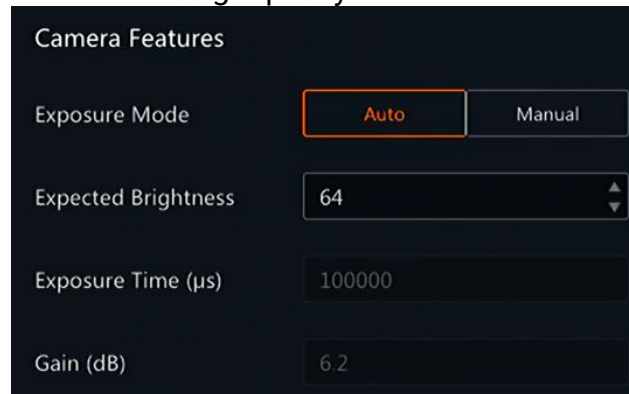 Camera Features
Exposure Mode Auto Manual
Expected Brightness 64
Exposure Time (μs) 100000
Gain (dB) 6.2